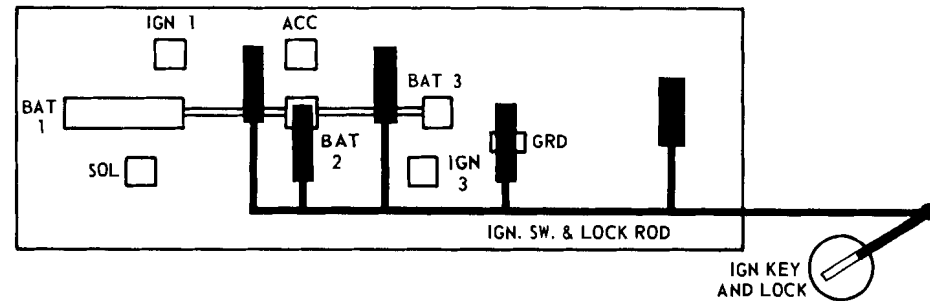 IGN 1
ACC
BAT 1
BAT 3
BAT 2
SOL
IGN 3
GRD
IGN. SW. & LOCK ROD
IGN KEY
AND LOCK